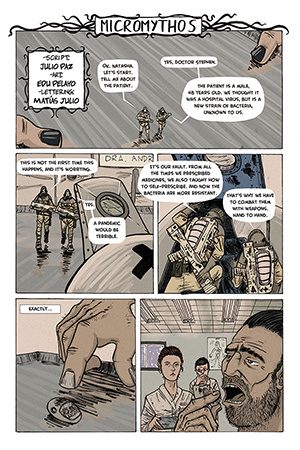 MICROMYTHOS
-SCRIPT:
JULIO PAZ
-ART:
EDU PELAYO
-LETTERING:
MATÚS JULIO
OK, NATASHA.
LET'S START,
TELL ME
ABOUT THE
PATIENT.
YES,
DOCTOR STEPHEN.
THE PATIENT IS A MALE,
48 YEARS OLD. WE THOUGHT IT
WAS A HOSPITAL VIRUS, BUT IS A
NEW STRAIN OF BACTERIA,
UNKNOWN TO US.
THIS IS NOT THE FIRST TIME THIS
HAPPENS, AND IT'S WORRYING.
YES.
A PANDEMIC
WOULD BE
TERRIBLE.
DRA. ANDR
IT'S OUR FAULT. FROM ALL
THE TIMES WE PRESCRIBED
MEDICINES, WE ALSO TAUGHT HOW
TO SELF-PRESCRIBE, AND NOW THE
BACTERIA ARE MORE RESISTANT.
THAT'S WHY WE HAVE
TO COMBAT THEM
WITH WEAPONS,
HAND TO HAND.
EXACTLY...